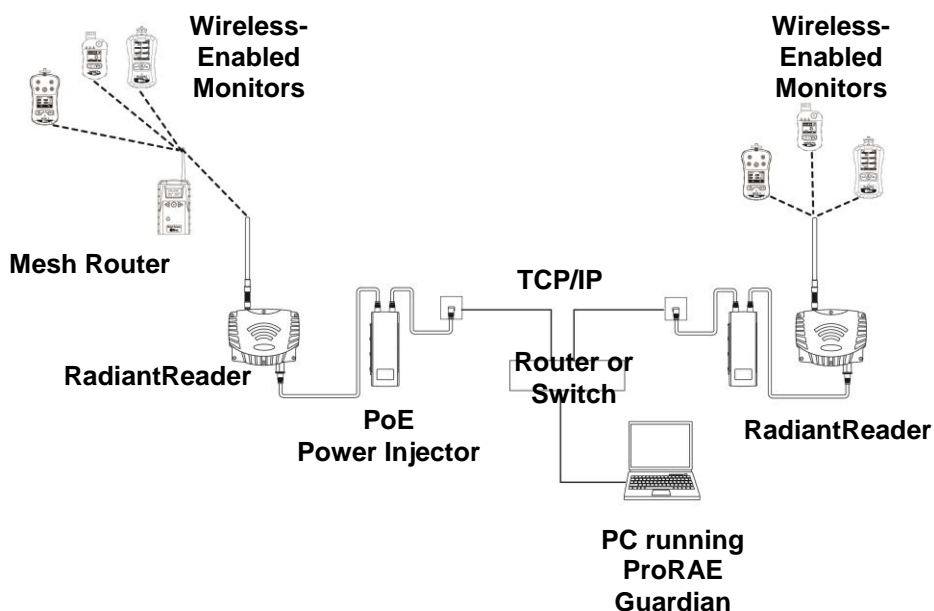 Wireless-
Enabled
Monitors
Wireless-
Enabled
Monitors
Mesh Router
TCP/IP
RadiantReader
Router or
Switch
PoE
Power Injector
RadiantReader
PC running
ProRAE
Guardian